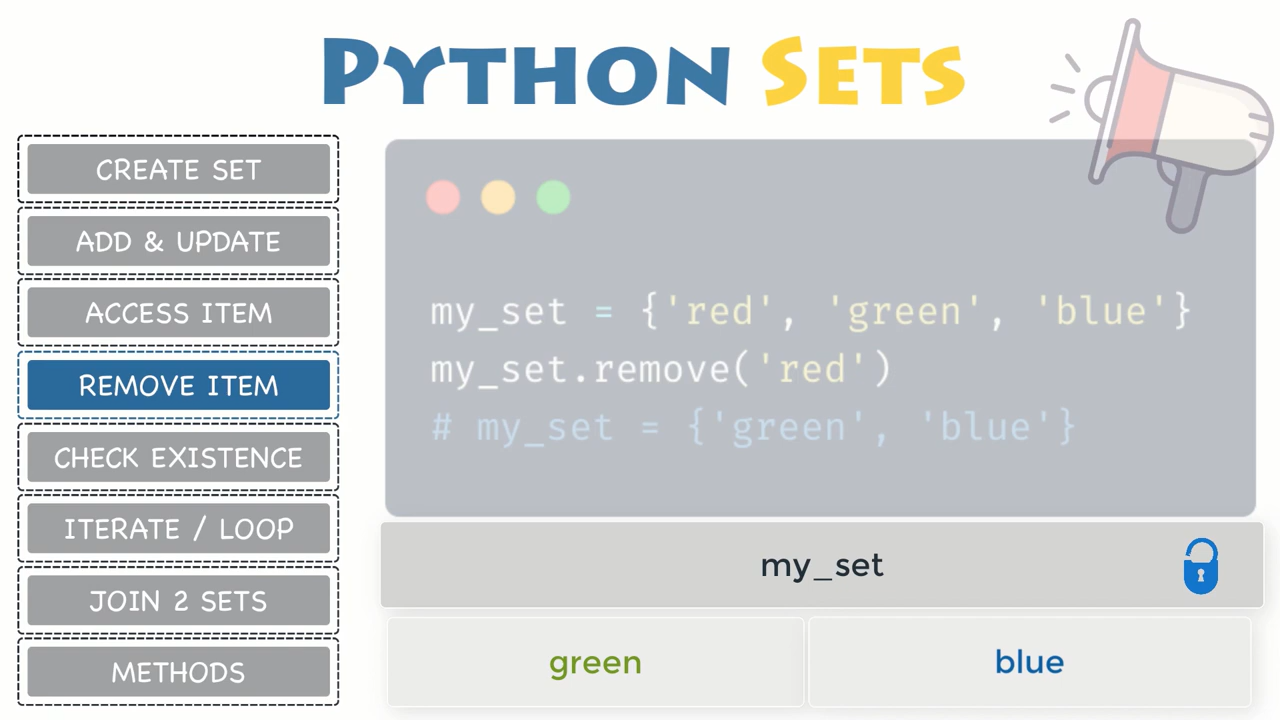 PYTHON SETS
CREATE SET
ADD & UPDATE
ACCESS ITEM
REMOVE ITEM
CHECK EXISTENCE
ITERATE / LOOP
JOIN 2 SETS
METHODS
my_set = {'red', 'green', 'blue'}
my_set.remove('red')
# my_set = {'green', 'blue'}
my_set
green
blue